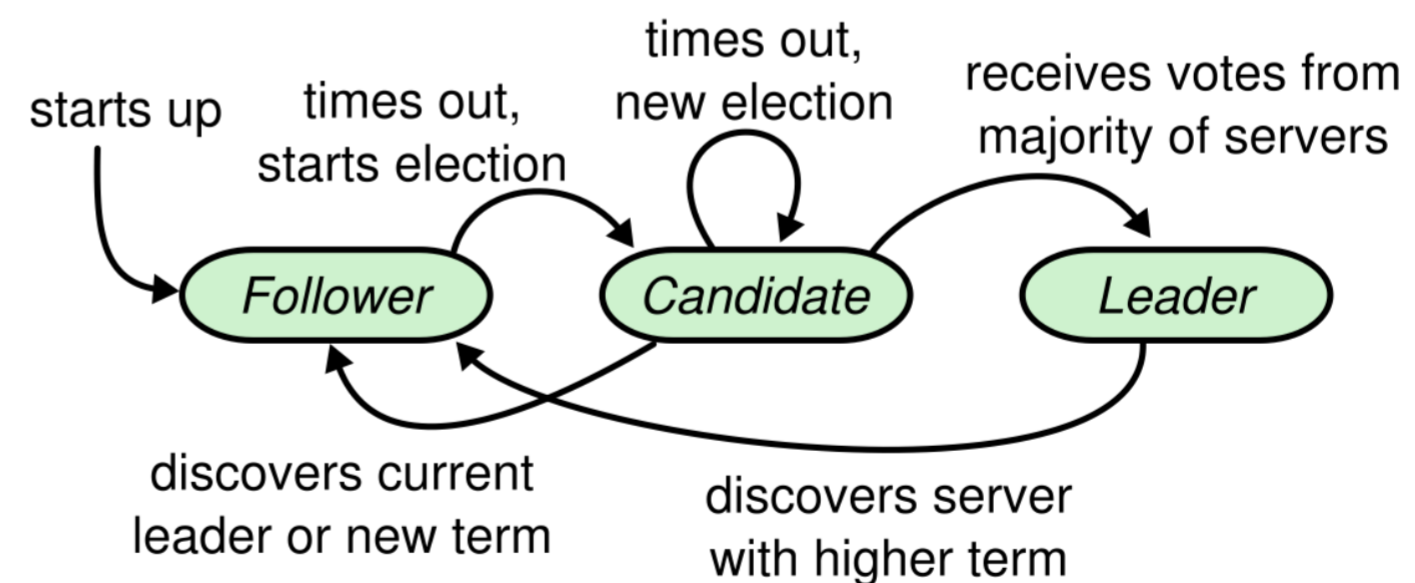 starts up
times out,
starts election
times out,
new election
receives votes from
majority of servers
Follower
Candidate
Leader
discovers current
leader or new term
discovers server
with higher term